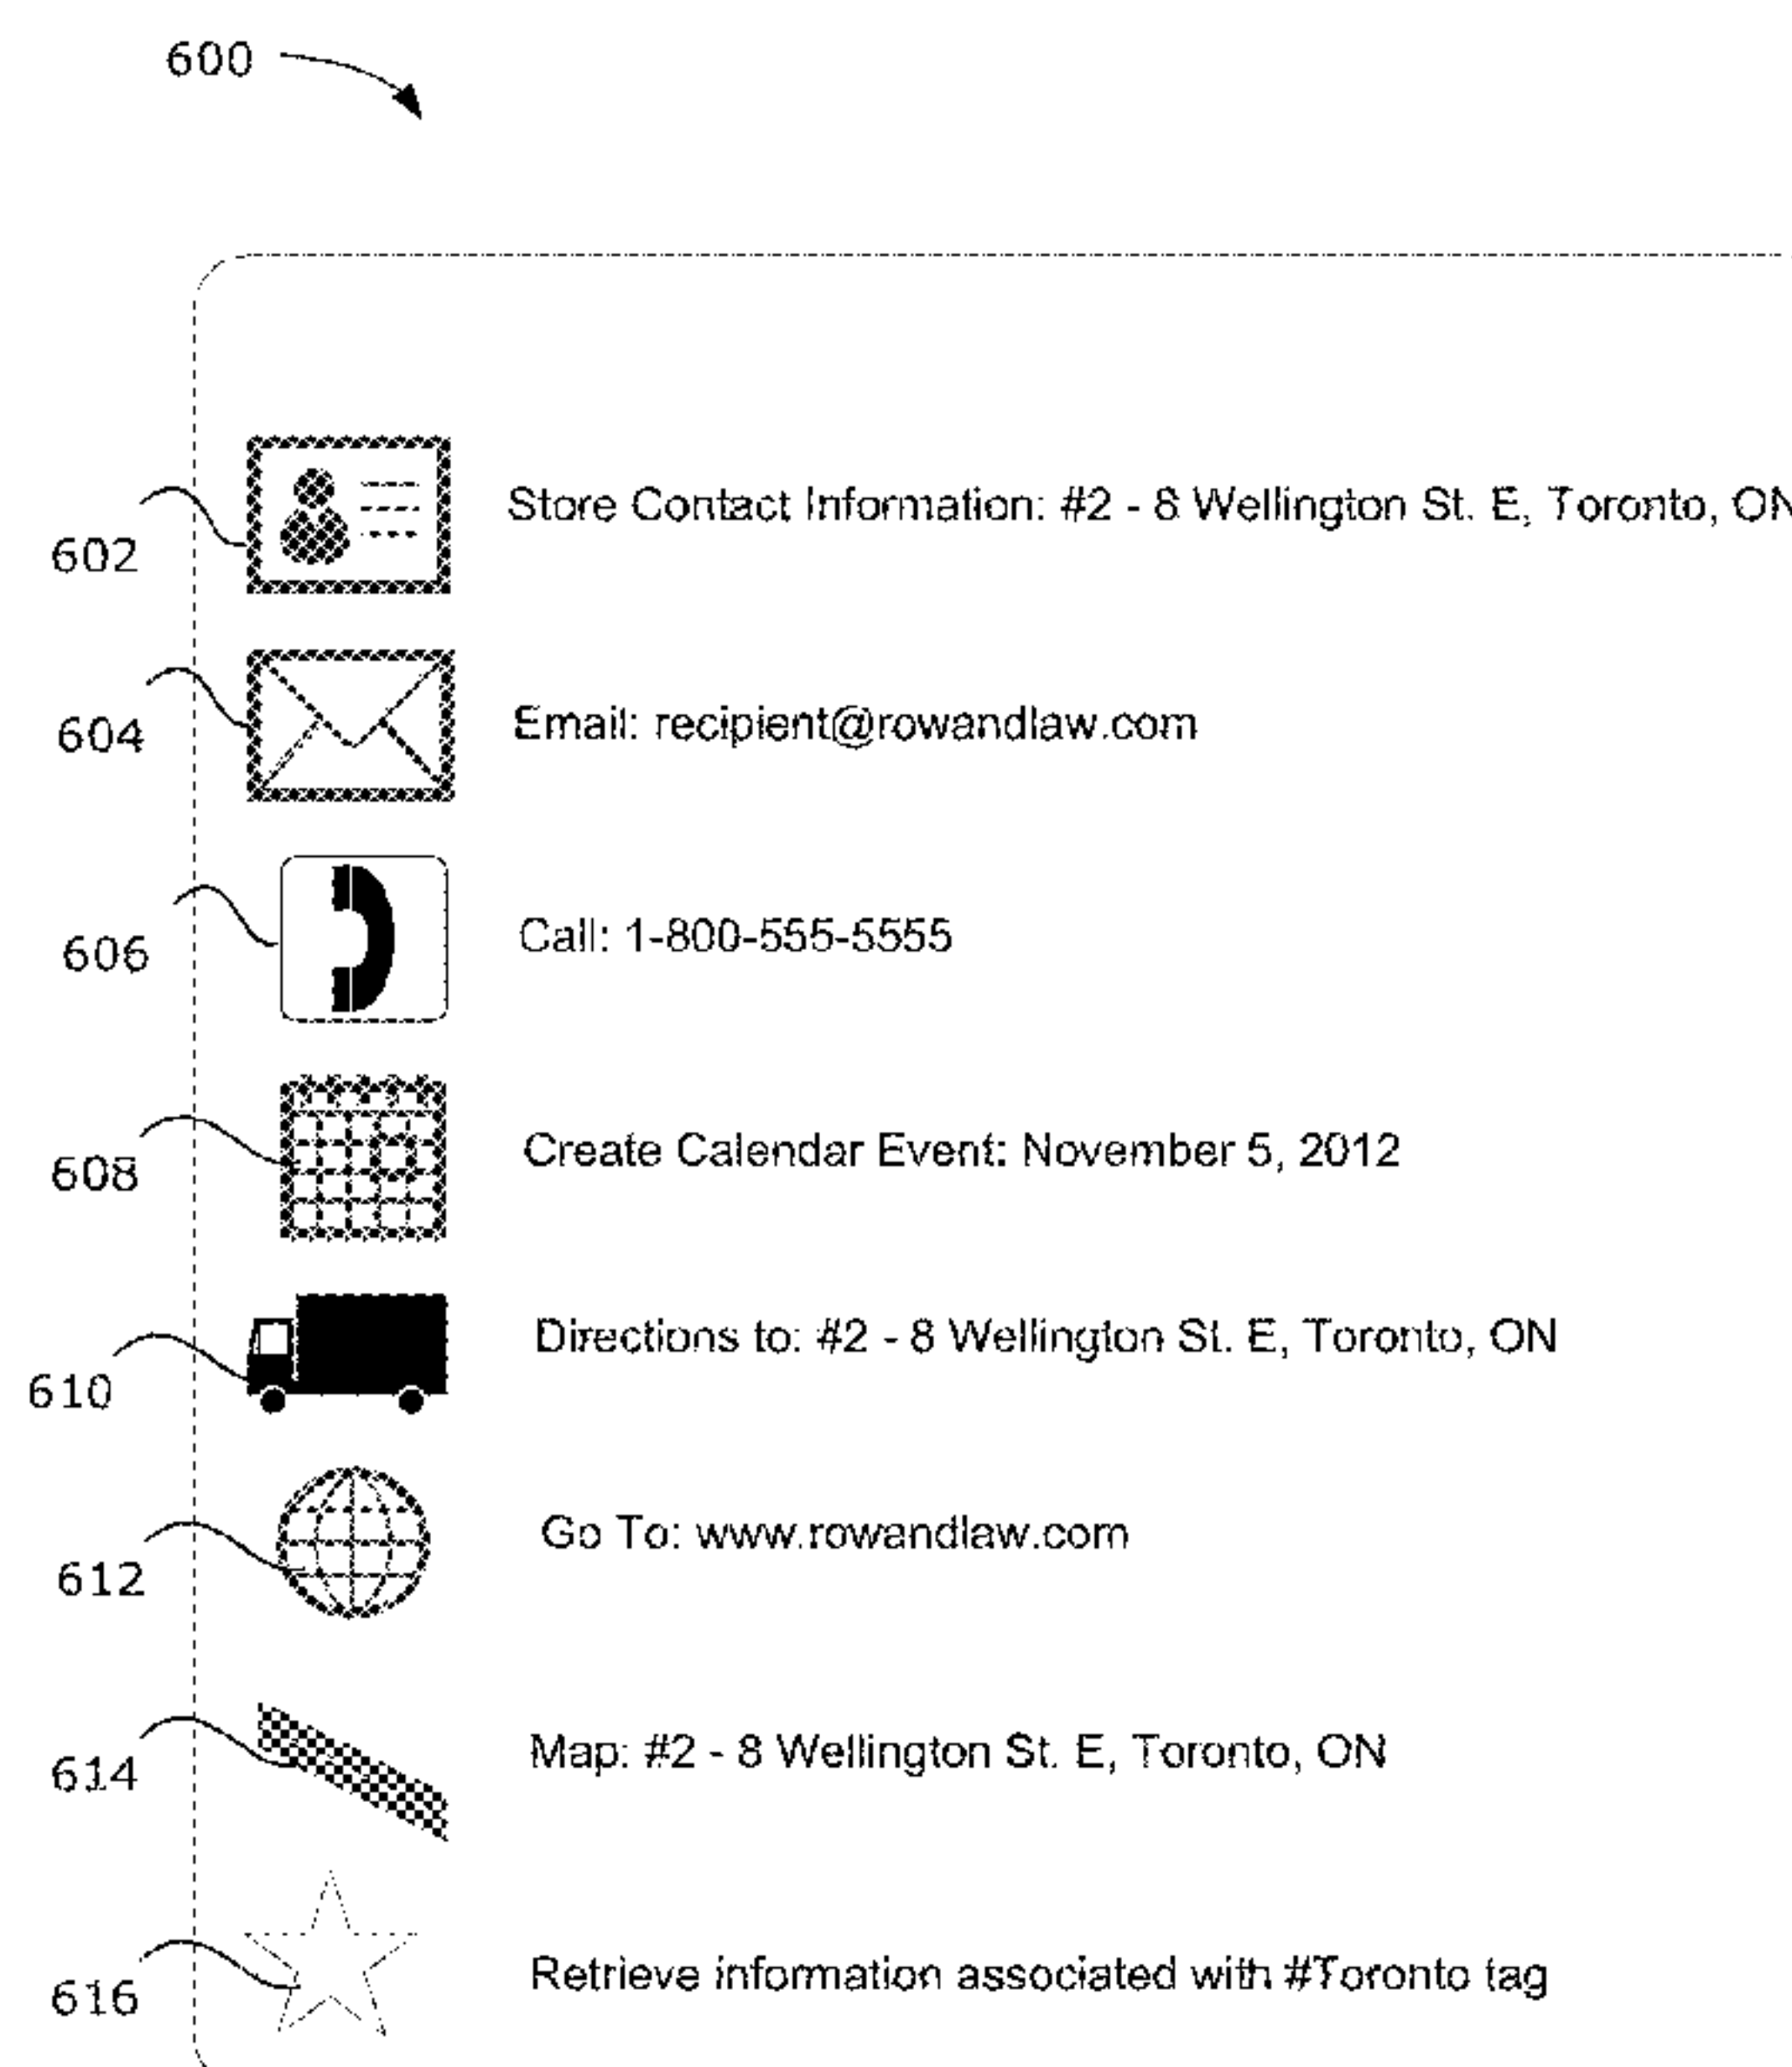 600
602 Store Contact Information: #2 - 8 Wellington St. E, Toronto, ON
604 Email: recipient@rowandlaw.com
606 Call: 1-800-555-5555
608 Create Calendar Event: November 5, 2012
610 Directions to: #2 - 8 Wellington St. E, Toronto, ON
612 Go To: www.rowandlaw.com
614 Map: #2 - 8 Wellington St. E, Toronto, ON
616 Retrieve information associated with #Toronto tag